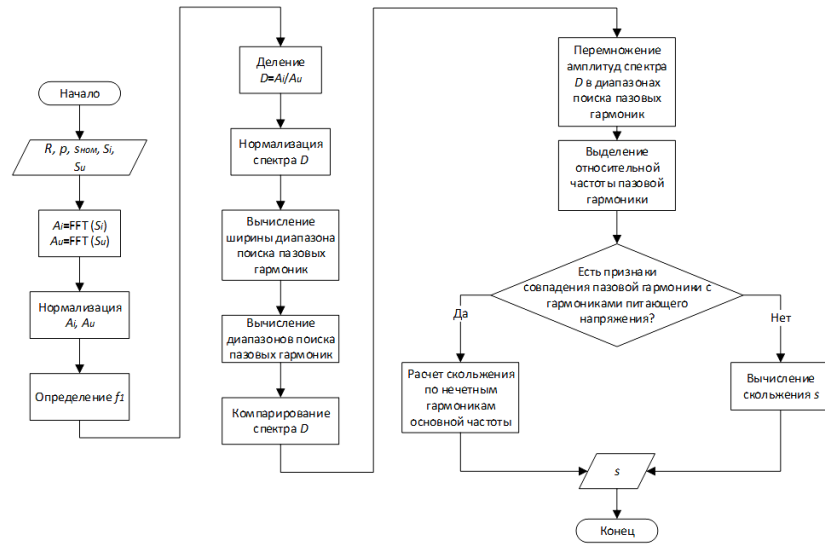 Начало
R, p, sном, Si,
Su
Ai=FFT (Si)
Au=FFT (Su)
Нормализация
Ai, Au
Определение f1
Деление
D=Ai/Au
Нормализация
спектра D
Вычисление
ширины диапазона
поиска пазовых
гармоник
Вычисление
диапазонов поиска
пазовых гармоник
Компарирование
спектра D
Перемножение
амплитуд спектра
D в диапазонах
поиска пазовых
гармоник
Выделение
относительной
частоты пазовой
гармоники
Есть признаки
совпадения пазовой гармоники с
гармониками питающего
напряжения?
Да
Нет
Расчет скольжения
по нечетным
гармоникам
основной частоты
Вычисление
скольжения s
s
Конец